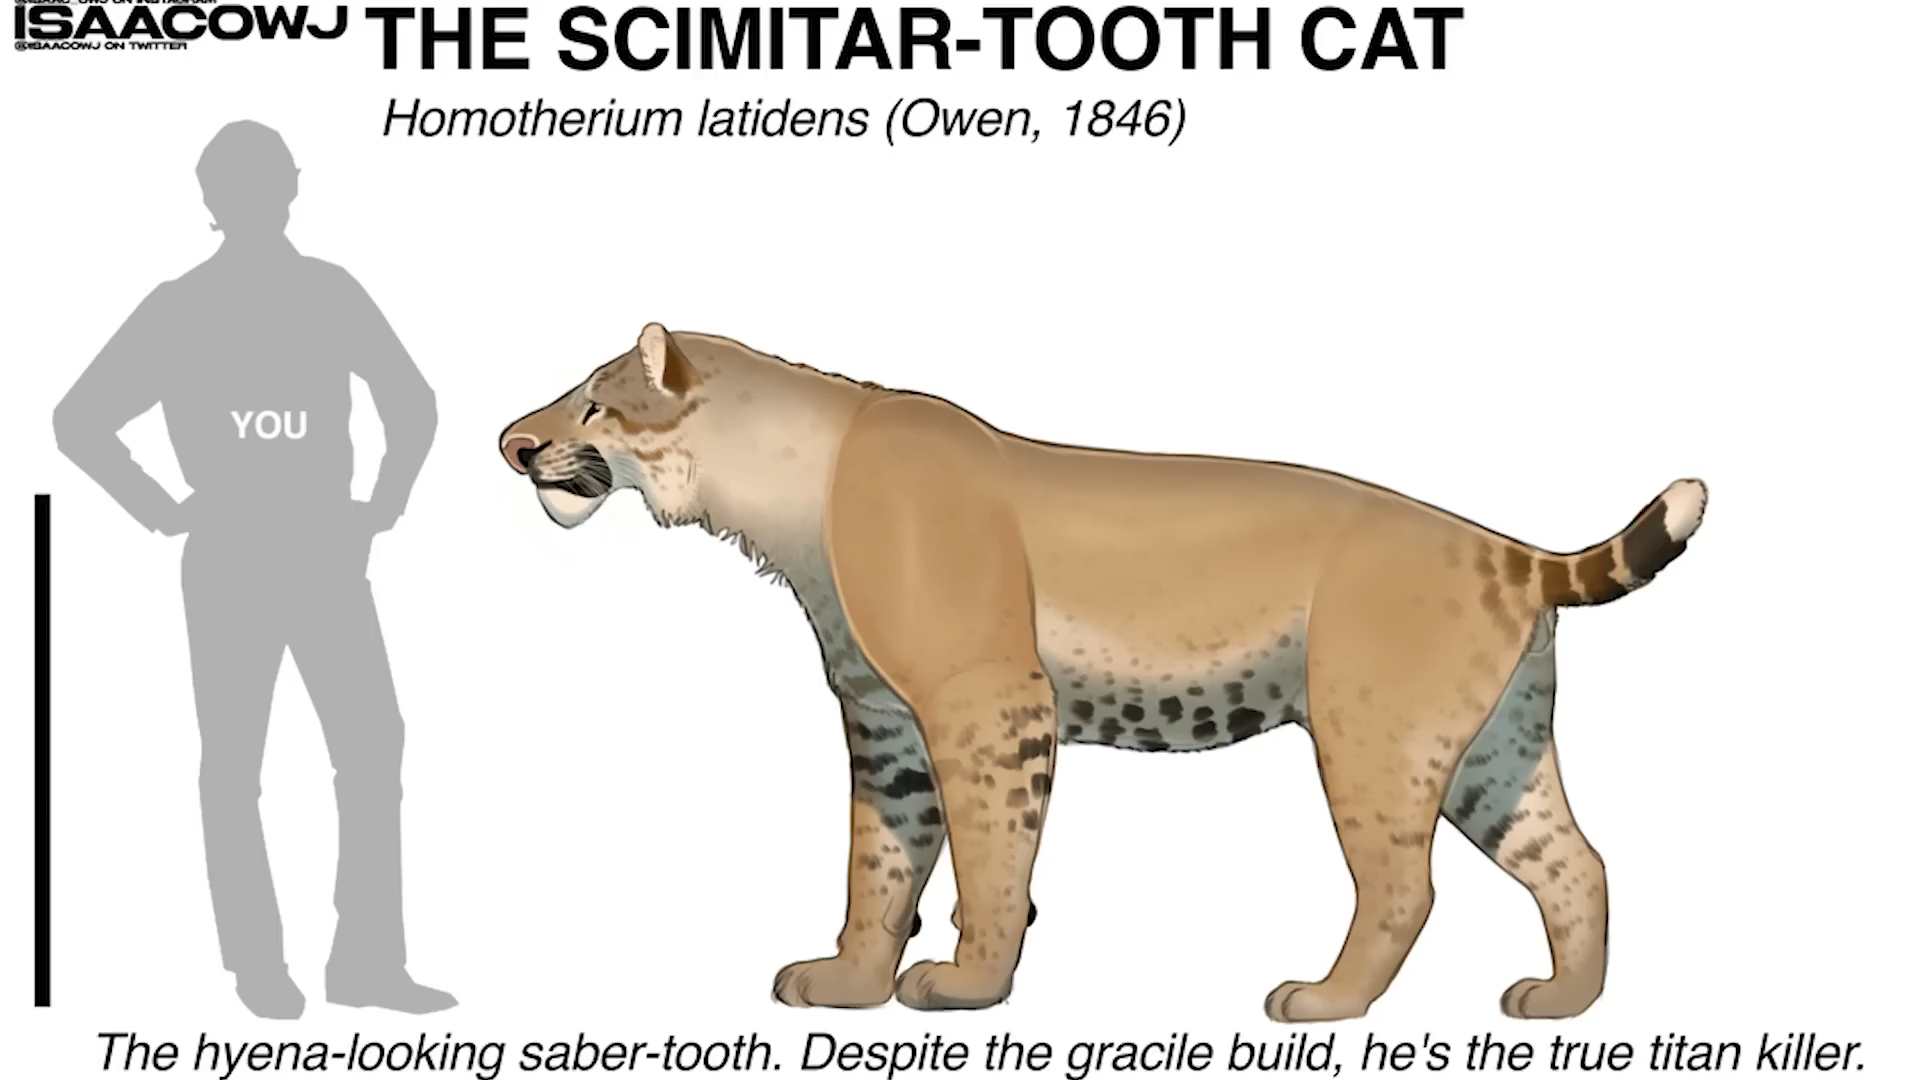 ISAACOWJ
@ISAACOWJ ON TWITTER
THE SCIMITAR-TOOTH CAT
Homotherium latidens (Owen, 1846)
YOU
The hyena-looking saber-tooth. Despite the gracile build, he's the true titan killer.